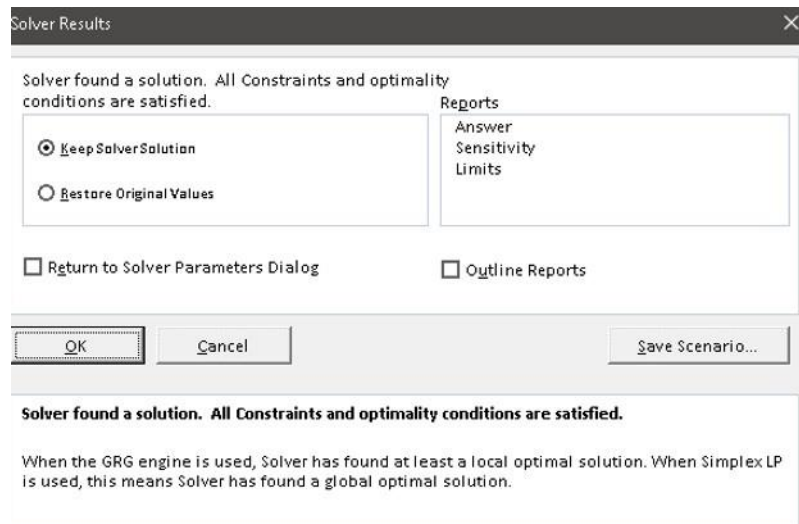 Solver Results
Solver found a solution. All Constraints and optimality
conditions are satisfied.
Keep Solver Solution
Restore Original Values
Reports
Answer
Sensitivity
Limits
Return to Solver Parameters Dialog
Outline Reports
OK
Cancel
Save Scenario...
Solver found a solution. All Constraints and optimality conditions are satisfied.
When the GRG engine is used, Solver has found at least a local optimal solution. When Simplex LP
is used, this means Solver has found a global optimal solution.